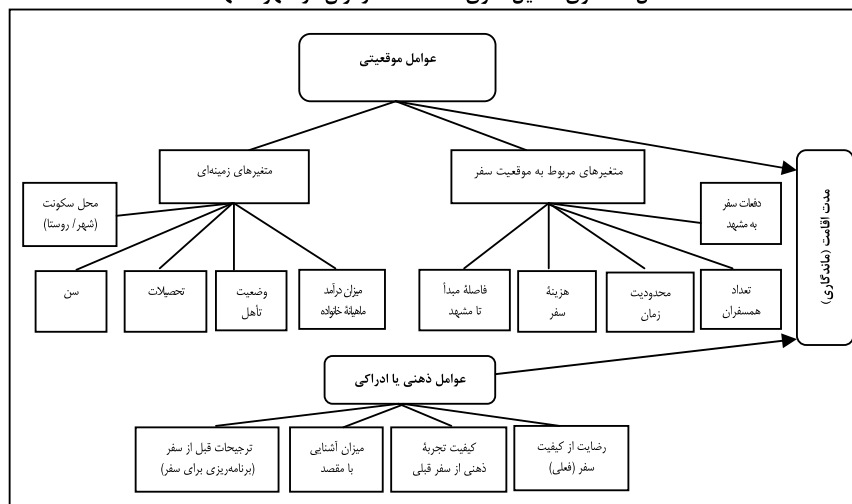 عوامل موقعیتی
متغیرهای مربوط به موقعیت سفر
متغیرهای زمینه‌ای
دفعات سفر
به مشهد
محل سکونت
(شهر/ روستا)
مدت اقامت (ماندگاری)
تعداد
همسفران
محدودیت
زمان
هزینهٔ
سفر
فاصلهٔ مبدأ
تا مشهد
میزان درآمد
ماهیانهٔ خانواده
وضعیت
تأهل
تحصیلات
سن
عوامل ذهنی یا ادراکی
رضایت از کیفیت
سفر (فعلی)
کیفیت تجربهٔ
ذهنی از سفر قبلی
میزان آشنایی
با مقصد
ترجیحات قبل از سفر
(برنامه‌ریزی برای سفر)